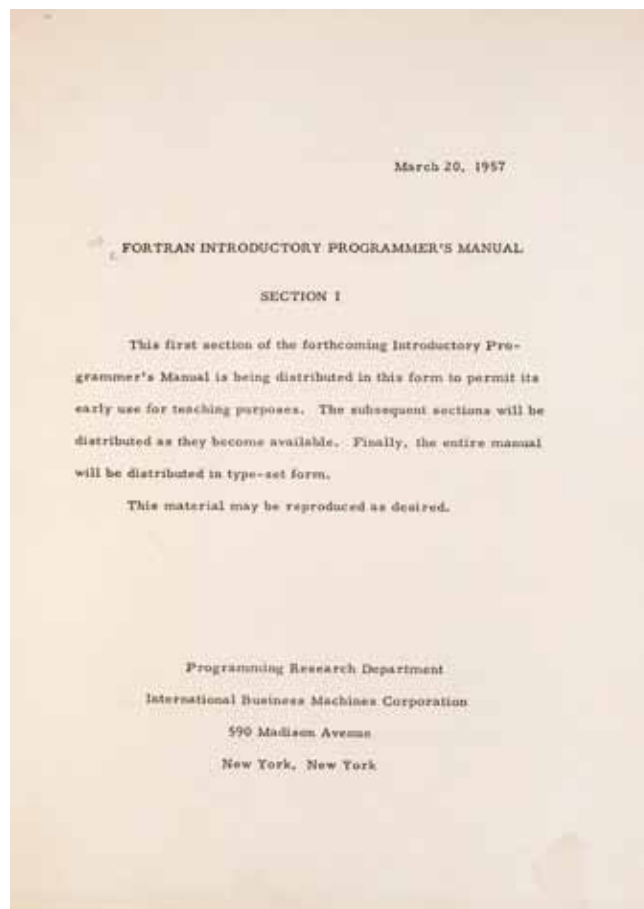 March 20, 1957
FORTRAN INTRODUCTORY PROGRAMMER'S MANUAL
SECTION I
This first section of the forthcoming Introductory Pro-
grammer's Manual is being distributed in this form to permit its
early use for teaching purposes. The subsequent sections will be
distributed as they become available. Finally, the entire manual
will be distributed in type-set form.
This material may be reproduced as desired.
Programming Research Department
International Business Machines Corporation
590 Madison Avenue
New York, New York